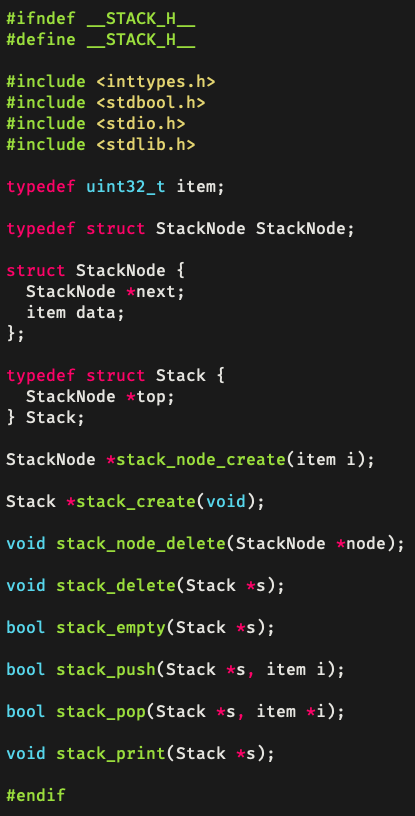 #ifndef __STACK_H__
#define __STACK_H__
#include <inttypes.h>
#include <stdbool.h>
#include <stdio.h>
#include <stdlib.h>
typedef uint32_t item;
typedef struct StackNode StackNode;
struct StackNode {
  StackNode *next;
  item data;
};
typedef struct Stack {
  StackNode *top;
} Stack;
StackNode *stack_node_create(item i);
Stack *stack_create(void);
void stack_node_delete(StackNode *node);
void stack_delete(Stack *s);
bool stack_empty(Stack *s);
bool stack_push(Stack *s, item i);
bool stack_pop(Stack *s, item *i);
void stack_print(Stack *s);
#endif